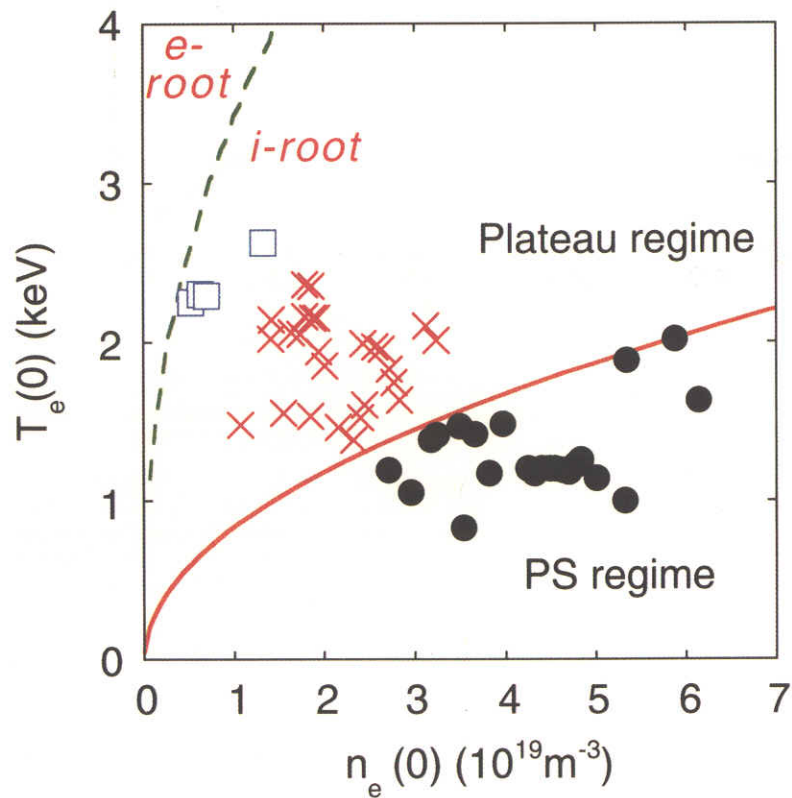 4
3
2
1
0
T_e(0) (keV)
e-
root
i-root
Plateau regime
PS regime
0 1 2 3 4 5 6 7
n_e (0) (10^19 m^-3)